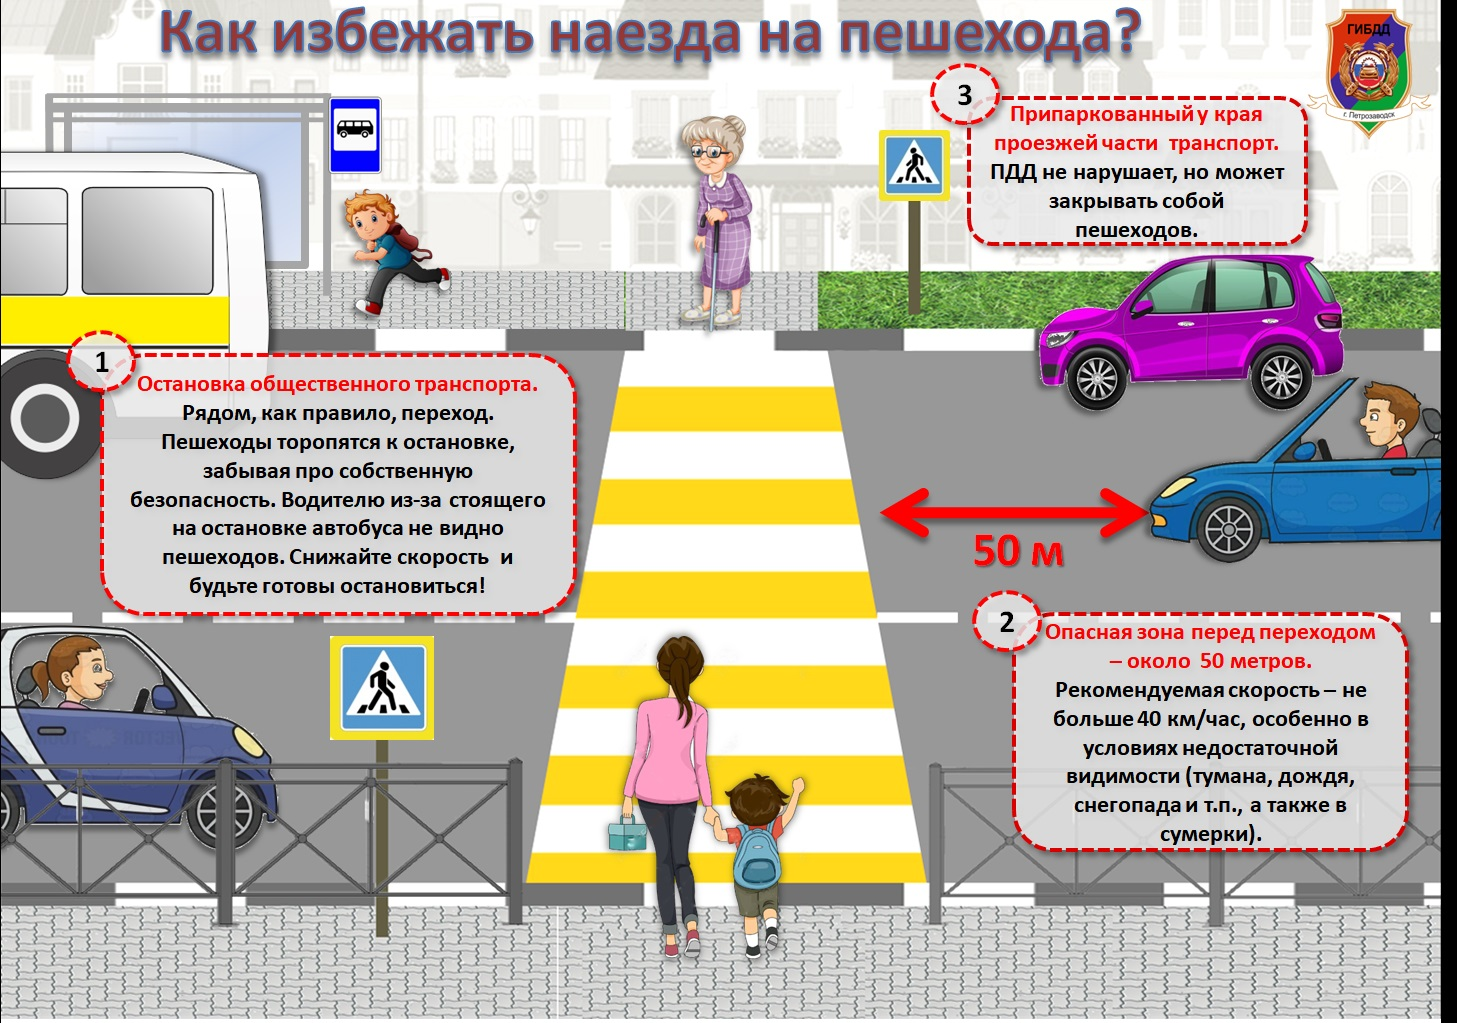 Как избежать наезда на пешехода?
ГИБДД
г. Петрозаводск
3
Припаркованный у края
проезжей части транспорт.
ПДД не нарушает, но может
закрывать собой
пешеходов.
1
Остановка общественного транспорта.
Рядом, как правило, переход.
Пешеходы торопятся к остановке,
забывая про собственную
безопасность. Водителю из-за стоящего
на остановке автобуса не видно
пешеходов. Снижайте скорость и
будьте готовы остановиться!
50 м
2
Опасная зона перед переходом
– около 50 метров.
Рекомендуемая скорость – не
больше 40 км/час, особенно в
условиях недостаточной
видимости (тумана, дождя,
снегопада и т.п., а также в
сумерки).